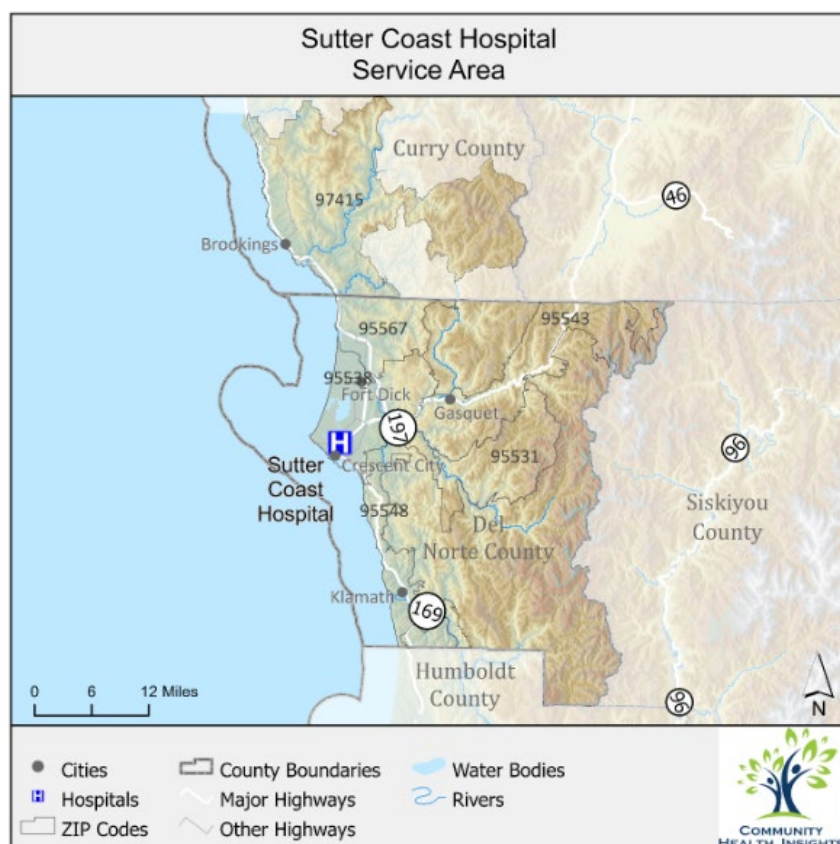 Sutter Coast Hospital
Service Area
Curry County
97415
46
Brookings
95567
95543
95538
Fort Dick
Gasquet
197
H
Crescent City
Sutter
Coast
Hospital
95531
96
Siskiyou
County
95548
Del
Norte County
Klamath
169
Humboldt
County
96
0 6 12 Miles
N
Cities
County Boundaries
Water Bodies
H Hospitals
Major Highways
Rivers
ZIP Codes
Other Highways
COMMUNITY
HEALTH INSIGHTS